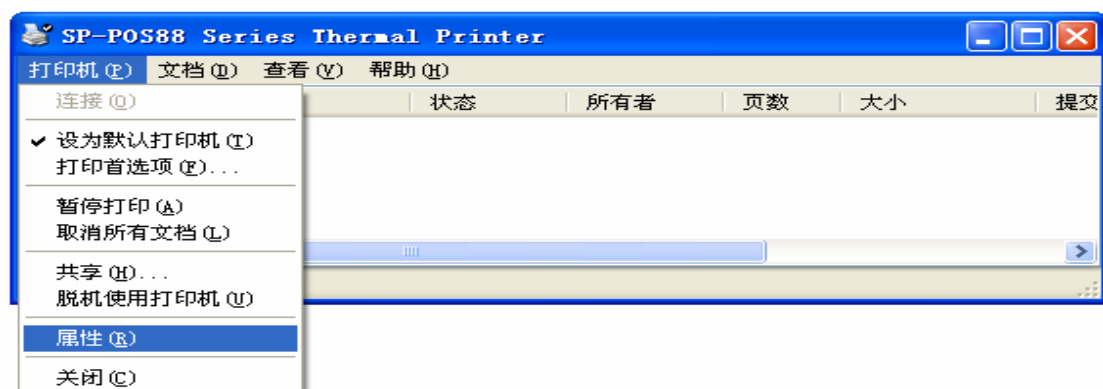 SP-POS88 Series Thermal Printer
打印机(P) 文档(D) 查看(V) 帮助(H)
连接(O) 状态 所有者 页数 大小 提交
设为默认打印机(T)
打印首选项(F)...
暂停打印(A)
取消所有文档(L)
共享(H)...
脱机使用打印机(U)
属性(R)
关闭(C)